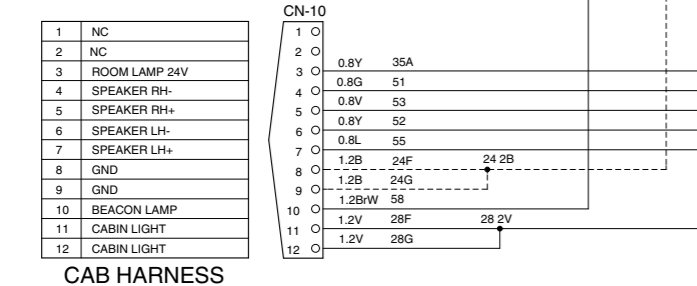 CN-10
1 NC
2 NC
3 ROOM LAMP 24V
4 SPEAKER RH-
5 SPEAKER RH+
6 SPEAKER LH-
7 SPEAKER LH+
8 GND
9 GND
10 BEACON LAMP
11 CABIN LIGHT
12 CABIN LIGHT
CAB HARNESS
1
2
3 0.8Y 35A
4 0.8G 51
5 0.8V 53
6 0.8Y 52
7 0.8L 55
8 1.2B 24F 24 2B
9 1.2B 24G
10 1.2BrW 58
11 1.2V 28F 28 2V
12 1.2V 28G